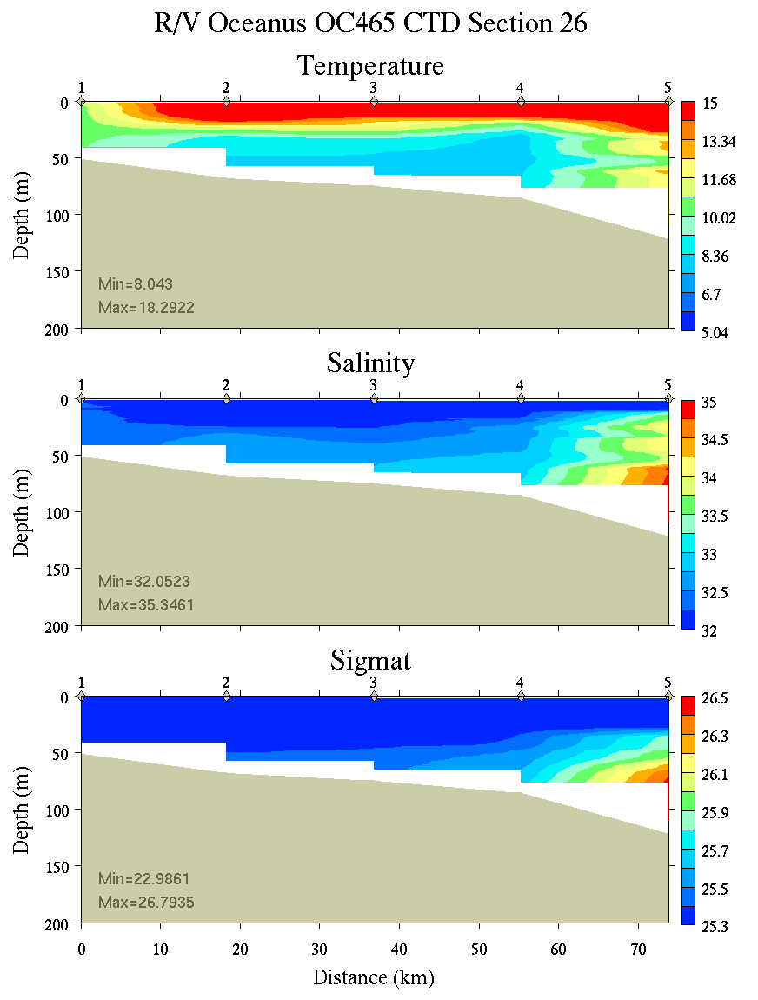 R/V Oceanus OC465 CTD Section 26
Temperature
1 2 3 4 5
0
50
100
150
200
Depth (m)
Min=8.043
Max=18.2922
15
13.34
11.68
10.02
8.36
6.7
5.04
Salinity
1 2 3 4 5
0
50
100
150
200
Depth (m)
Min=32.0523
Max=35.3461
35
34.5
34
33.5
33
32.5
32
Sigmat
1 2 3 4 5
0
50
100
150
200
Depth (m)
Min=22.9861
Max=26.7935
26.5
26.3
26.1
25.9
25.7
25.5
25.3
0 10 20 30 40 50 60 70
Distance (km)